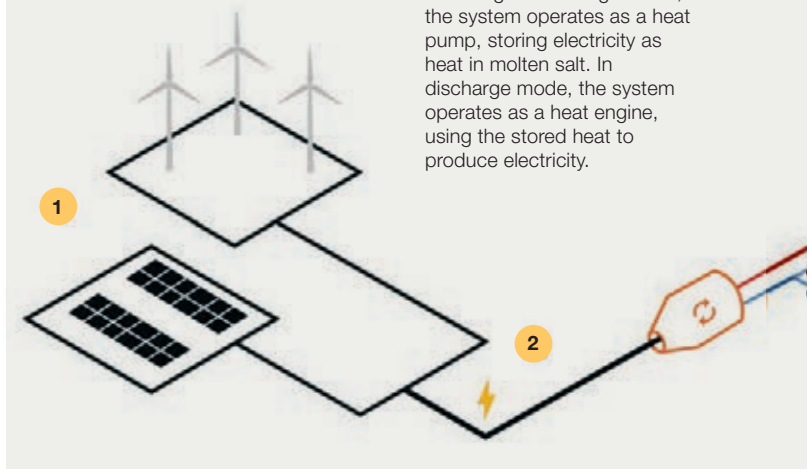 the system operates as a heat
pump, storing electricity as
heat in molten salt. In
discharge mode, the system
operates as a heat engine,
using the stored heat to
produce electricity.
1
2